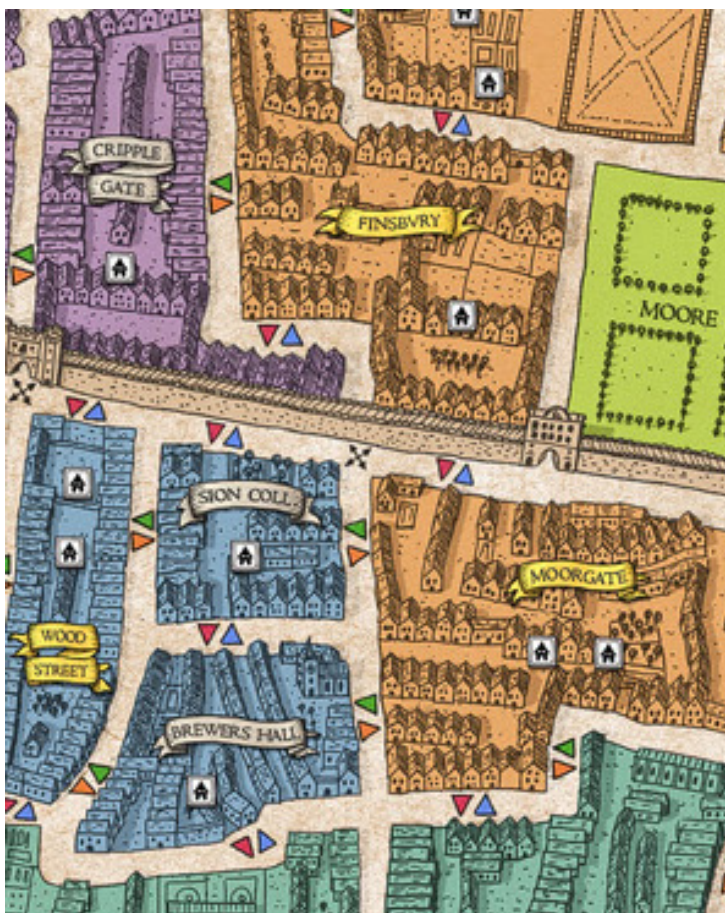 CRIPPLE
GATE
FINSBVRY
MOORE
SION COLL.
MOORGATE
WOOD
STREET
BREWERS HALL